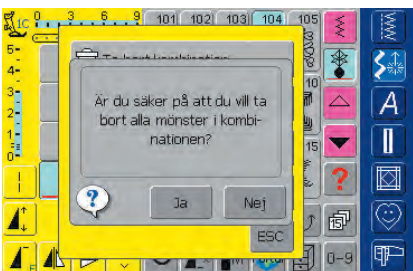 1C 0 3 6 9 101 102 103 104 105
5-
4-
3-
2-
1-
0
Ta bort kombination
10
15
Är du säker på att du vill ta
bort alla mönster i kombi-
nationen?
Ja Nej
ESC
A
?
?
0-9